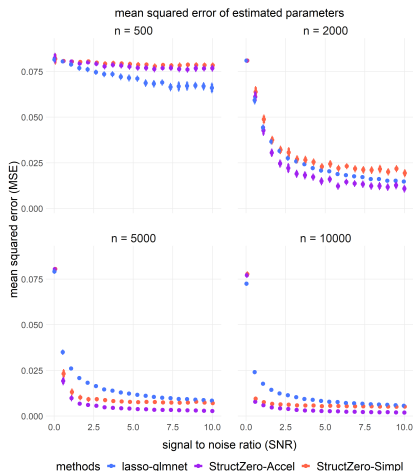 mean squared error of estimated parameters
n = 500
n = 2000
0.075
0.050
0.025
0.000
n = 5000
n = 10000
0.075
0.050
0.025
0.000
0.0 2.5 5.0 7.5 10.0 0.0 2.5 5.0 7.5 10.0
mean squared error (MSE)
signal to noise ratio (SNR)
methods lasso-glmnet StructZero-Accel StructZero-Simpl